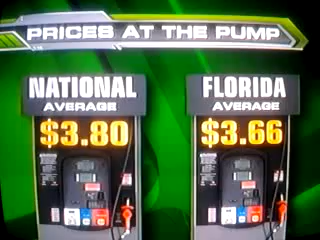 PRICES AT THE PUMP
NATIONAL
AVERAGE
$3.80
FLORIDA
AVERAGE
$3.66